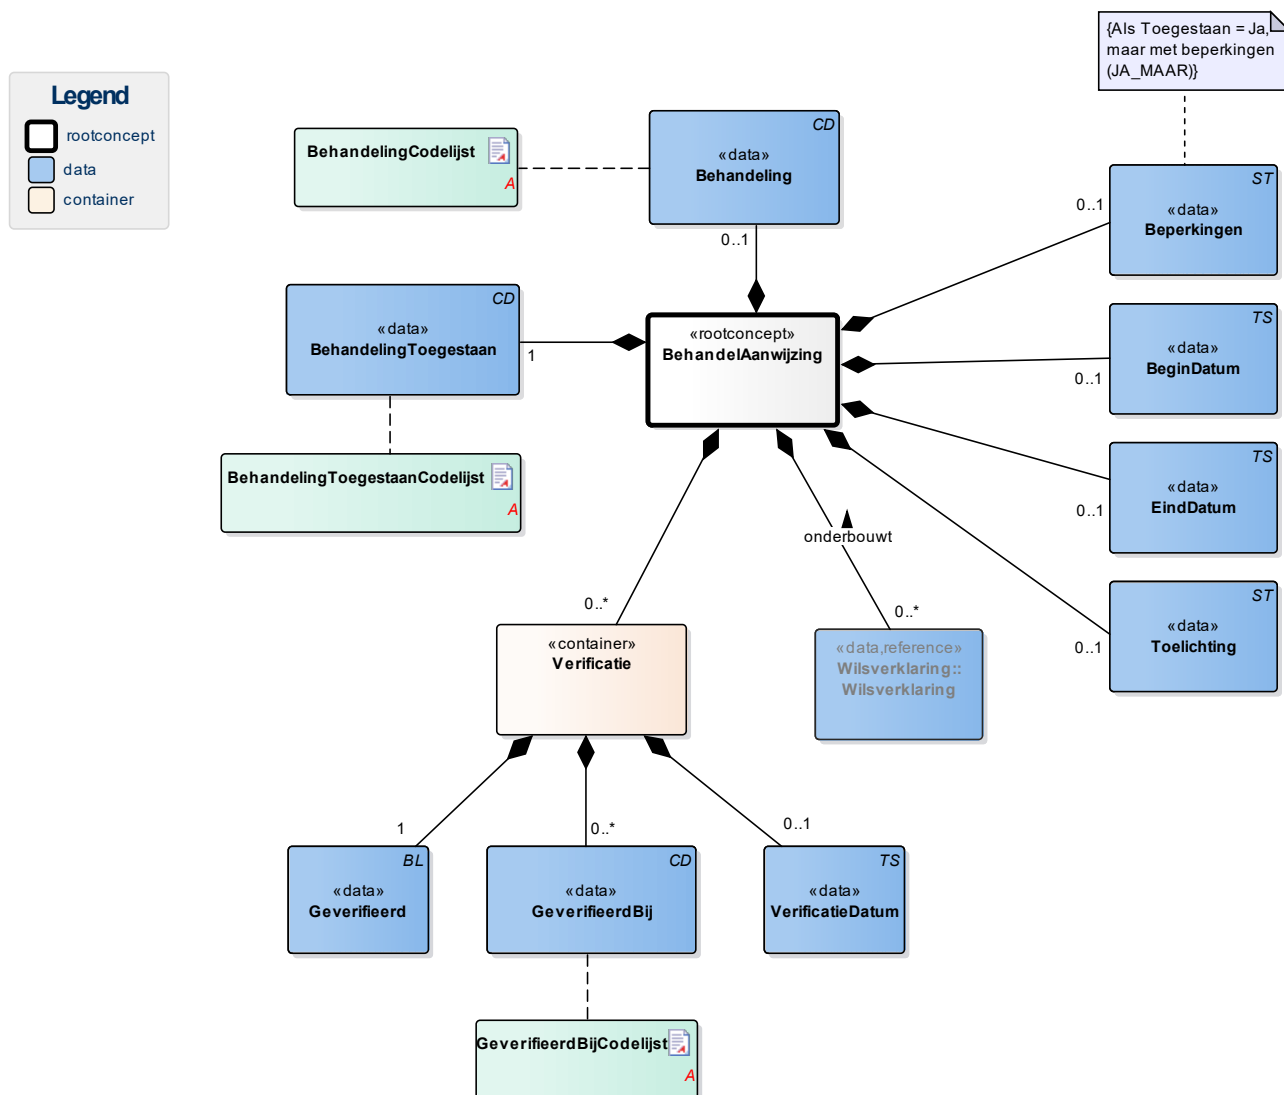 {Als Toegestaan = Ja,
maar met beperkingen
(JA_MAAR)}
Legend
rootconcept
data
container
BehandelingCodelijst
A
CD
«data»
Behandeling
0..1
ST
«data»
Beperkingen
0..1
CD
«data»
BehandelingToegestaan
1
«rootconcept»
BehandelAanwijzing
TS
«data»
BeginDatum
0..1
BehandelingToegestaanCodelijst
A
TS
«data»
EindDatum
0..1
onderbouwt
0..*
0..*
ST
«data»
Toelichting
0..1
«container»
Verificatie
«data,reference»
Wilsverklaring::
Wilsverklaring
1
0..*
0..1
BL
«data»
Geverifieerd
CD
«data»
GeverifieerdBij
TS
«data»
VerificatieDatum
GeverifieerdBijCodelijst
A